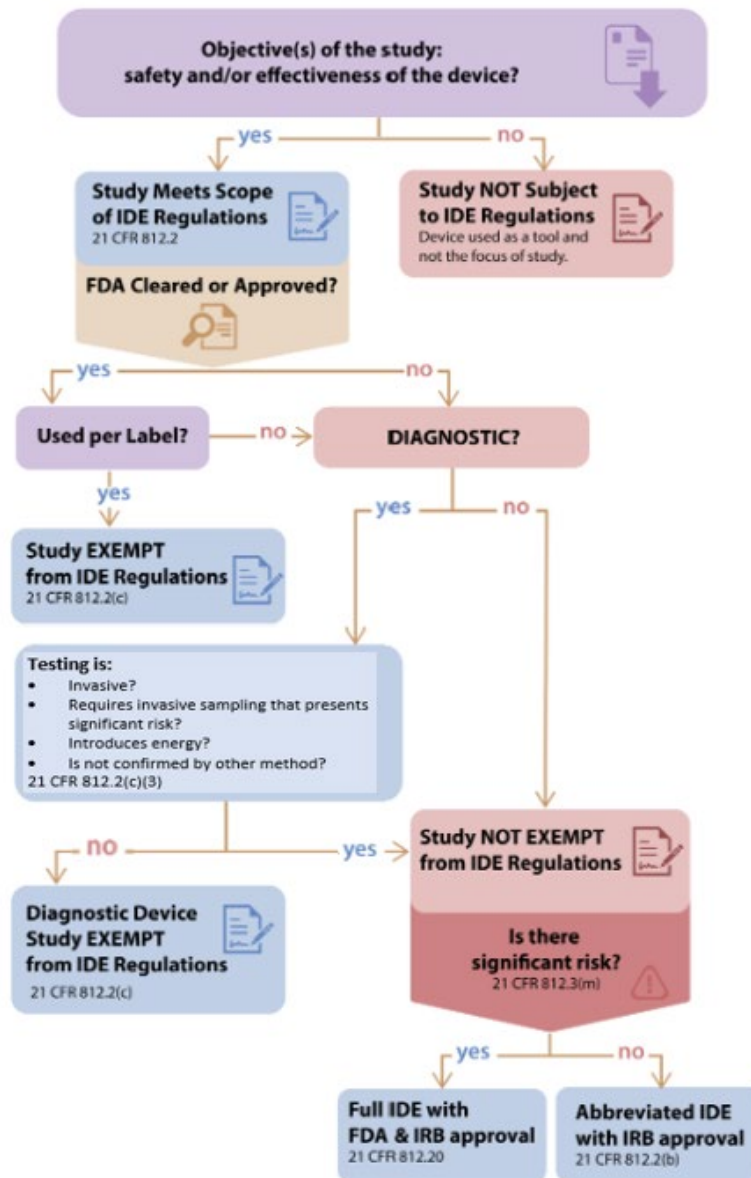 Objective(s) of the study:
safety and/or effectiveness of the device?
yes
no
Study Meets Scope
of IDE Regulations
21 CFR 812.2
Study NOT Subject
to IDE Regulations
Device used as a tool and
not the focus of study.
FDA Cleared or Approved?
yes
no
Used per Label?
no
DIAGNOSTIC?
yes
yes
no
Study EXEMPT
from IDE Regulations
21 CFR 812.2(c)
Testing is:
• Invasive?
• Requires invasive sampling that presents
significant risk?
• Introduces energy?
• Is not confirmed by other method?
21 CFR 812.2(c)(3)
no
yes
Study NOT EXEMPT
from IDE Regulations
Diagnostic Device
Study EXEMPT
from IDE Regulations
21 CFR 812.2(c)
Is there
significant risk?
21 CFR 812.3(m)
yes
no
Full IDE with
FDA & IRB approval
21 CFR 812.20
Abbreviated IDE
with IRB approval
21 CFR 812.2(b)